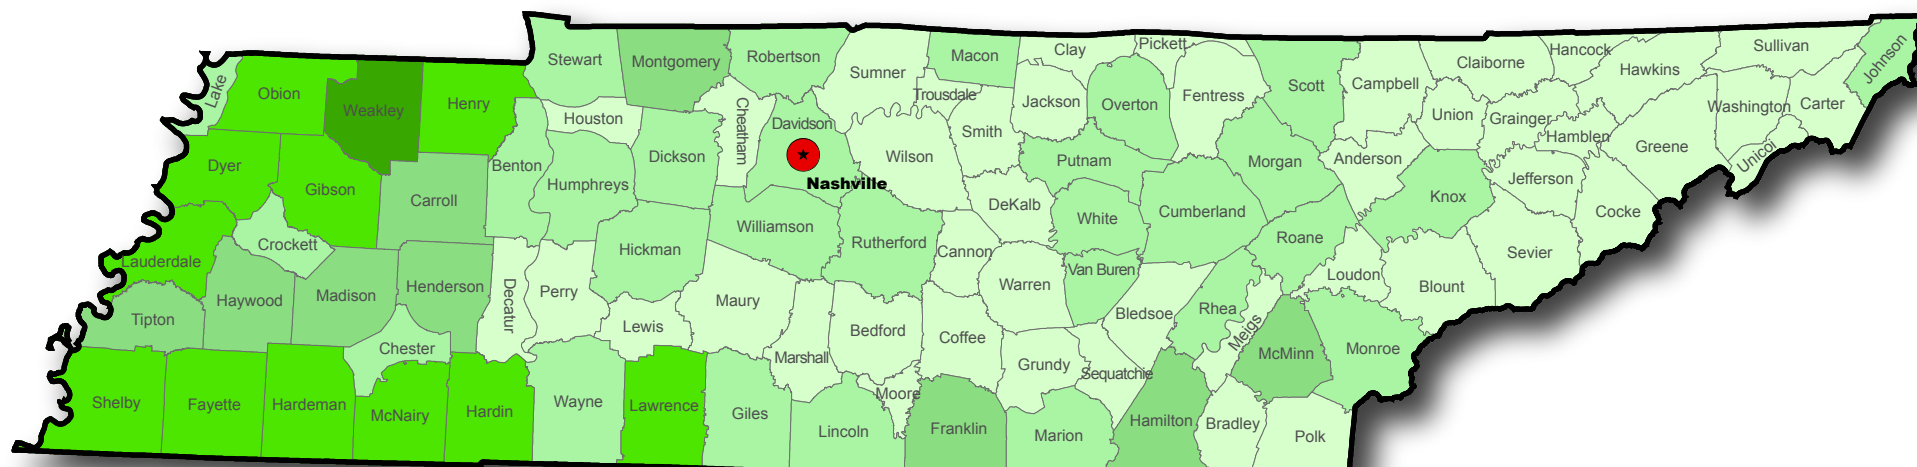 Lake
Obion
Weakley
Henry
Stewart
Montgomery
Robertson
Sumner
Macon
Clay
Pickett
Fentress
Scott
Campbell
Claiborne
Hancock
Hawkins
Sullivan
Johnson
Houston
Cheatham
Davidson
Trousdale
Jackson
Overton
Union
Grainger
Hamblen
Washington
Carter
Unicoi
Greene
Dyer
Gibson
Carroll
Benton
Humphreys
Dickson
Nashville
Wilson
Smith
Putnam
Morgan
Anderson
Knox
Jefferson
Cocke
Crockett
Hickman
Williamson
Rutherford
Cannon
DeKalb
White
Cumberland
Roane
Loudon
Blount
Sevier
Lauderdale
Haywood
Madison
Henderson
Decatur
Perry
Lewis
Maury
Bedford
Coffee
Warren
Van Buren
Bledsoe
Rhea
Meigs
McMinn
Monroe
Tipton
Chester
Marshall
Moore
Grundy
Sequatchie
Shelby
Fayette
Hardeman
McNairy
Hardin
Wayne
Lawrence
Giles
Lincoln
Franklin
Marion
Hamilton
Bradley
Polk